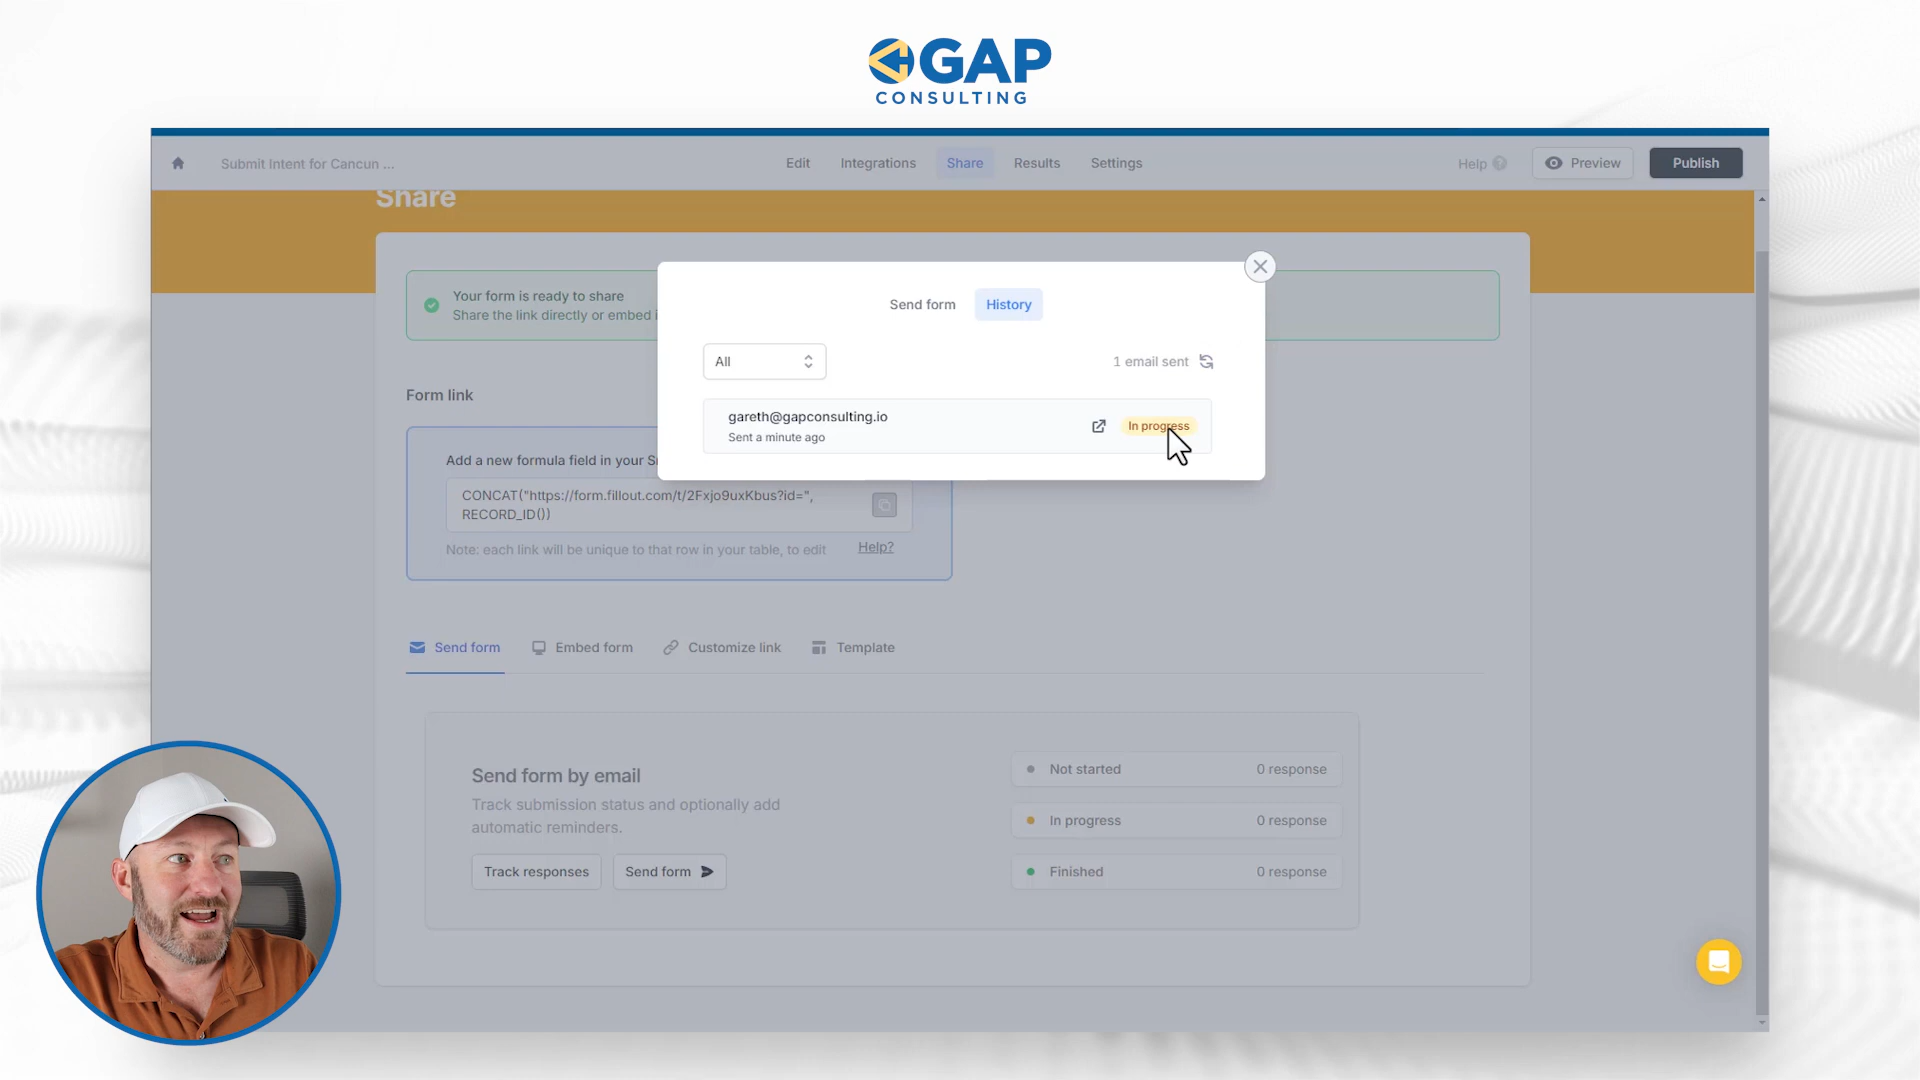 GAP
CONSULTING
Submit Intent for Cancun ...
Edit
Integrations
Share
Results
Settings
Help
Preview
Publish
Share
Your form is ready to share
Share the link directly or embed i
Send form
History
All
1 email sent
gareth@gapconsulting.io
Sent a minute ago
In progress
Form link
Add a new formula field in your S
CONCAT("https://form.fillout.com/t/2Fxjo9uxKbus?id=",
RECORD_ID())
Note: each link will be unique to that row in your table, to edit
Help?
Send form
Embed form
Customize link
Template
Send form by email
Track submission status and optionally add
automatic reminders.
Track responses
Send form
Not started 0 response
In progress 0 response
Finished 0 response